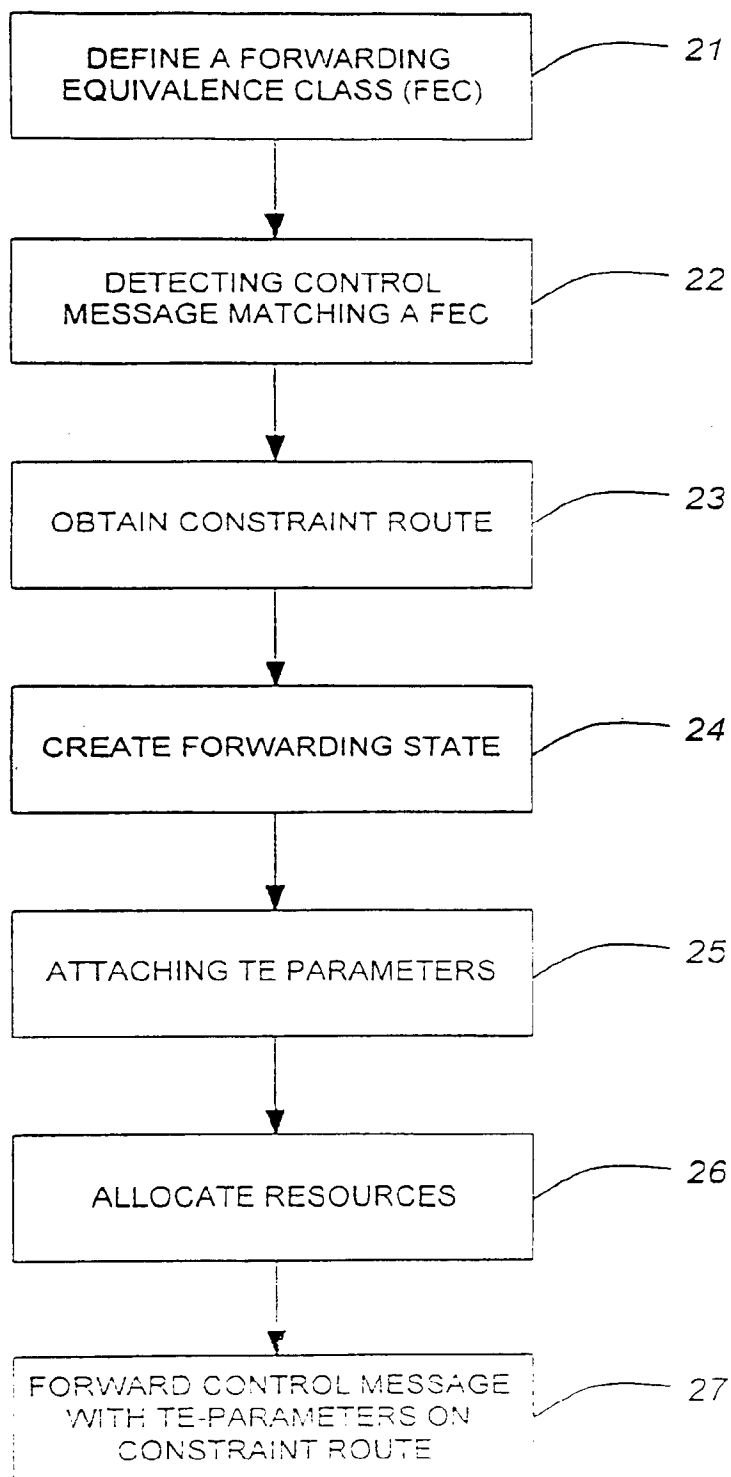 DEFINE A FORWARDING
EQUIVALENCE CLASS (FEC)
21
DETECTING CONTROL
MESSAGE MATCHING A FEC
22
OBTAIN CONSTRAINT ROUTE
23
CREATE FORWARDING STATE
24
ATTACHING TE PARAMETERS
25
ALLOCATE RESOURCES
26
FORWARD CONTROL MESSAGE
WITH TE-PARAMETERS ON
CONSTRAINT ROUTE
27